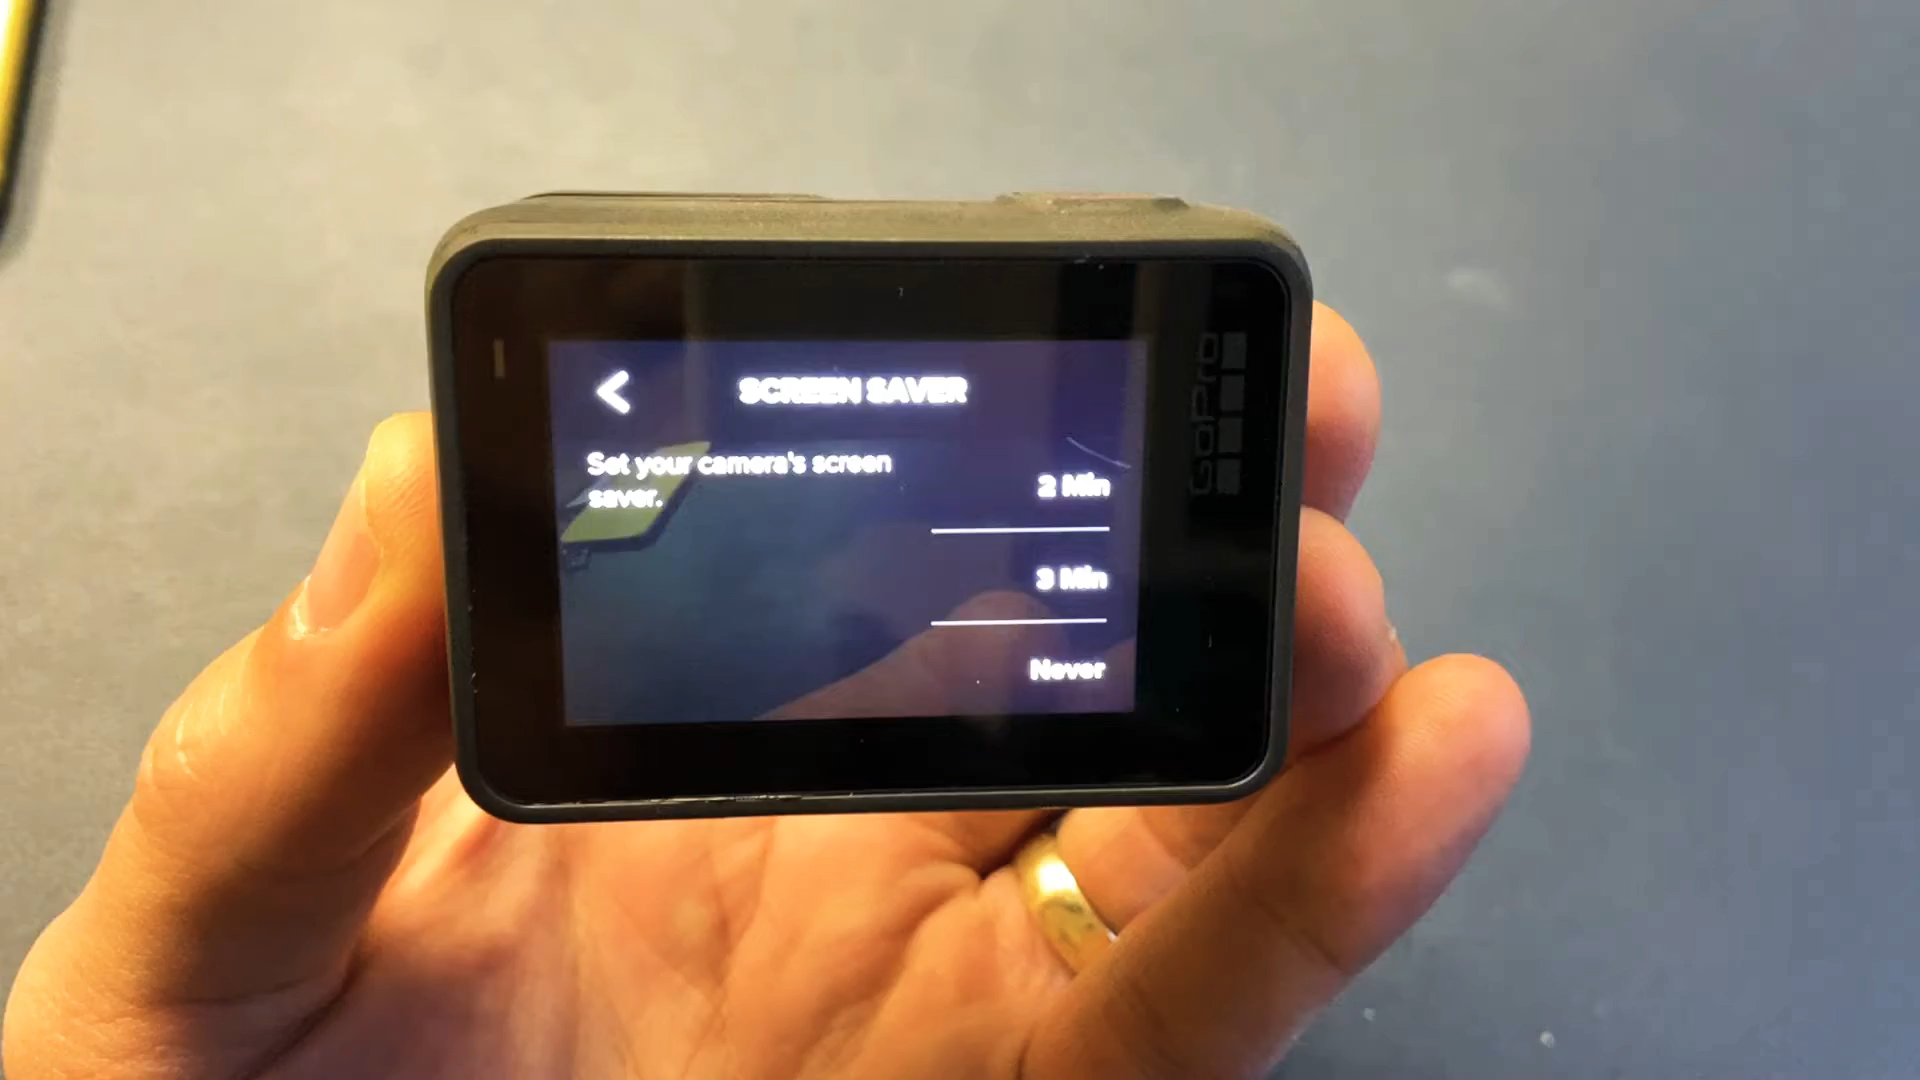 SCREEN SAVER
Set your camera's screen
saver.
2 Min
3 Min
Never
GoPro